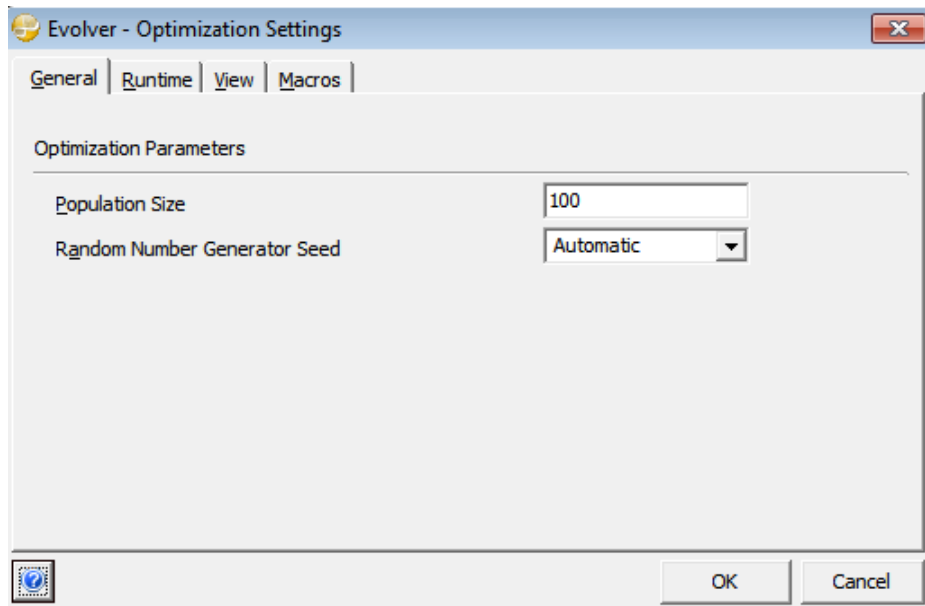 Evolver - Optimization Settings
General Runtime View Macros
Optimization Parameters
Population Size 100
Random Number Generator Seed Automatic
OK Cancel